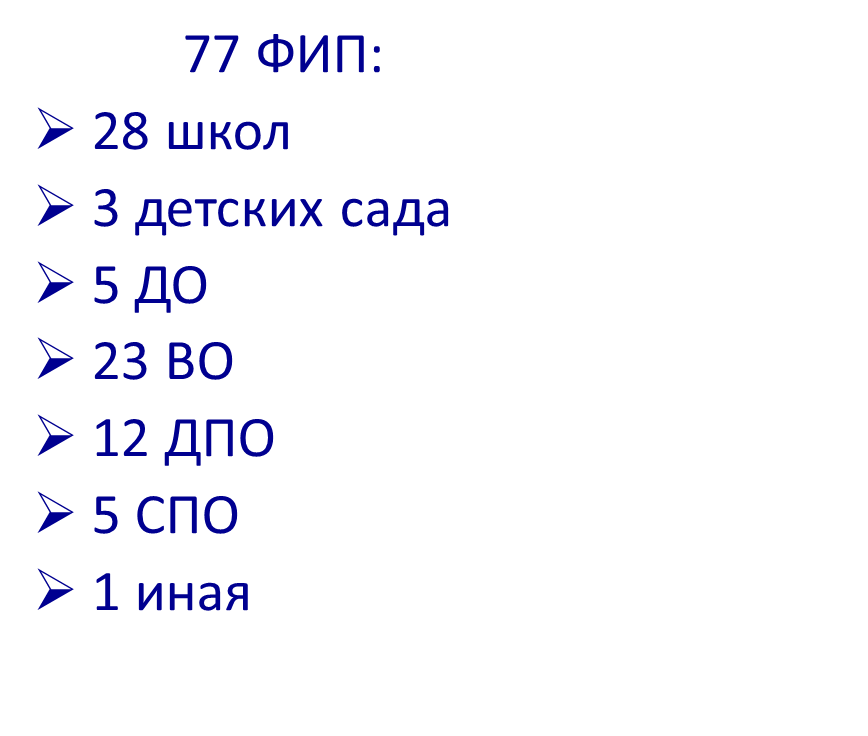 77 ФИП:
➢ 28 школ
➢ 3 детских сада
➢ 5 ДО
➢ 23 ВО
➢ 12 ДПО
➢ 5 СПО
➢ 1 иная